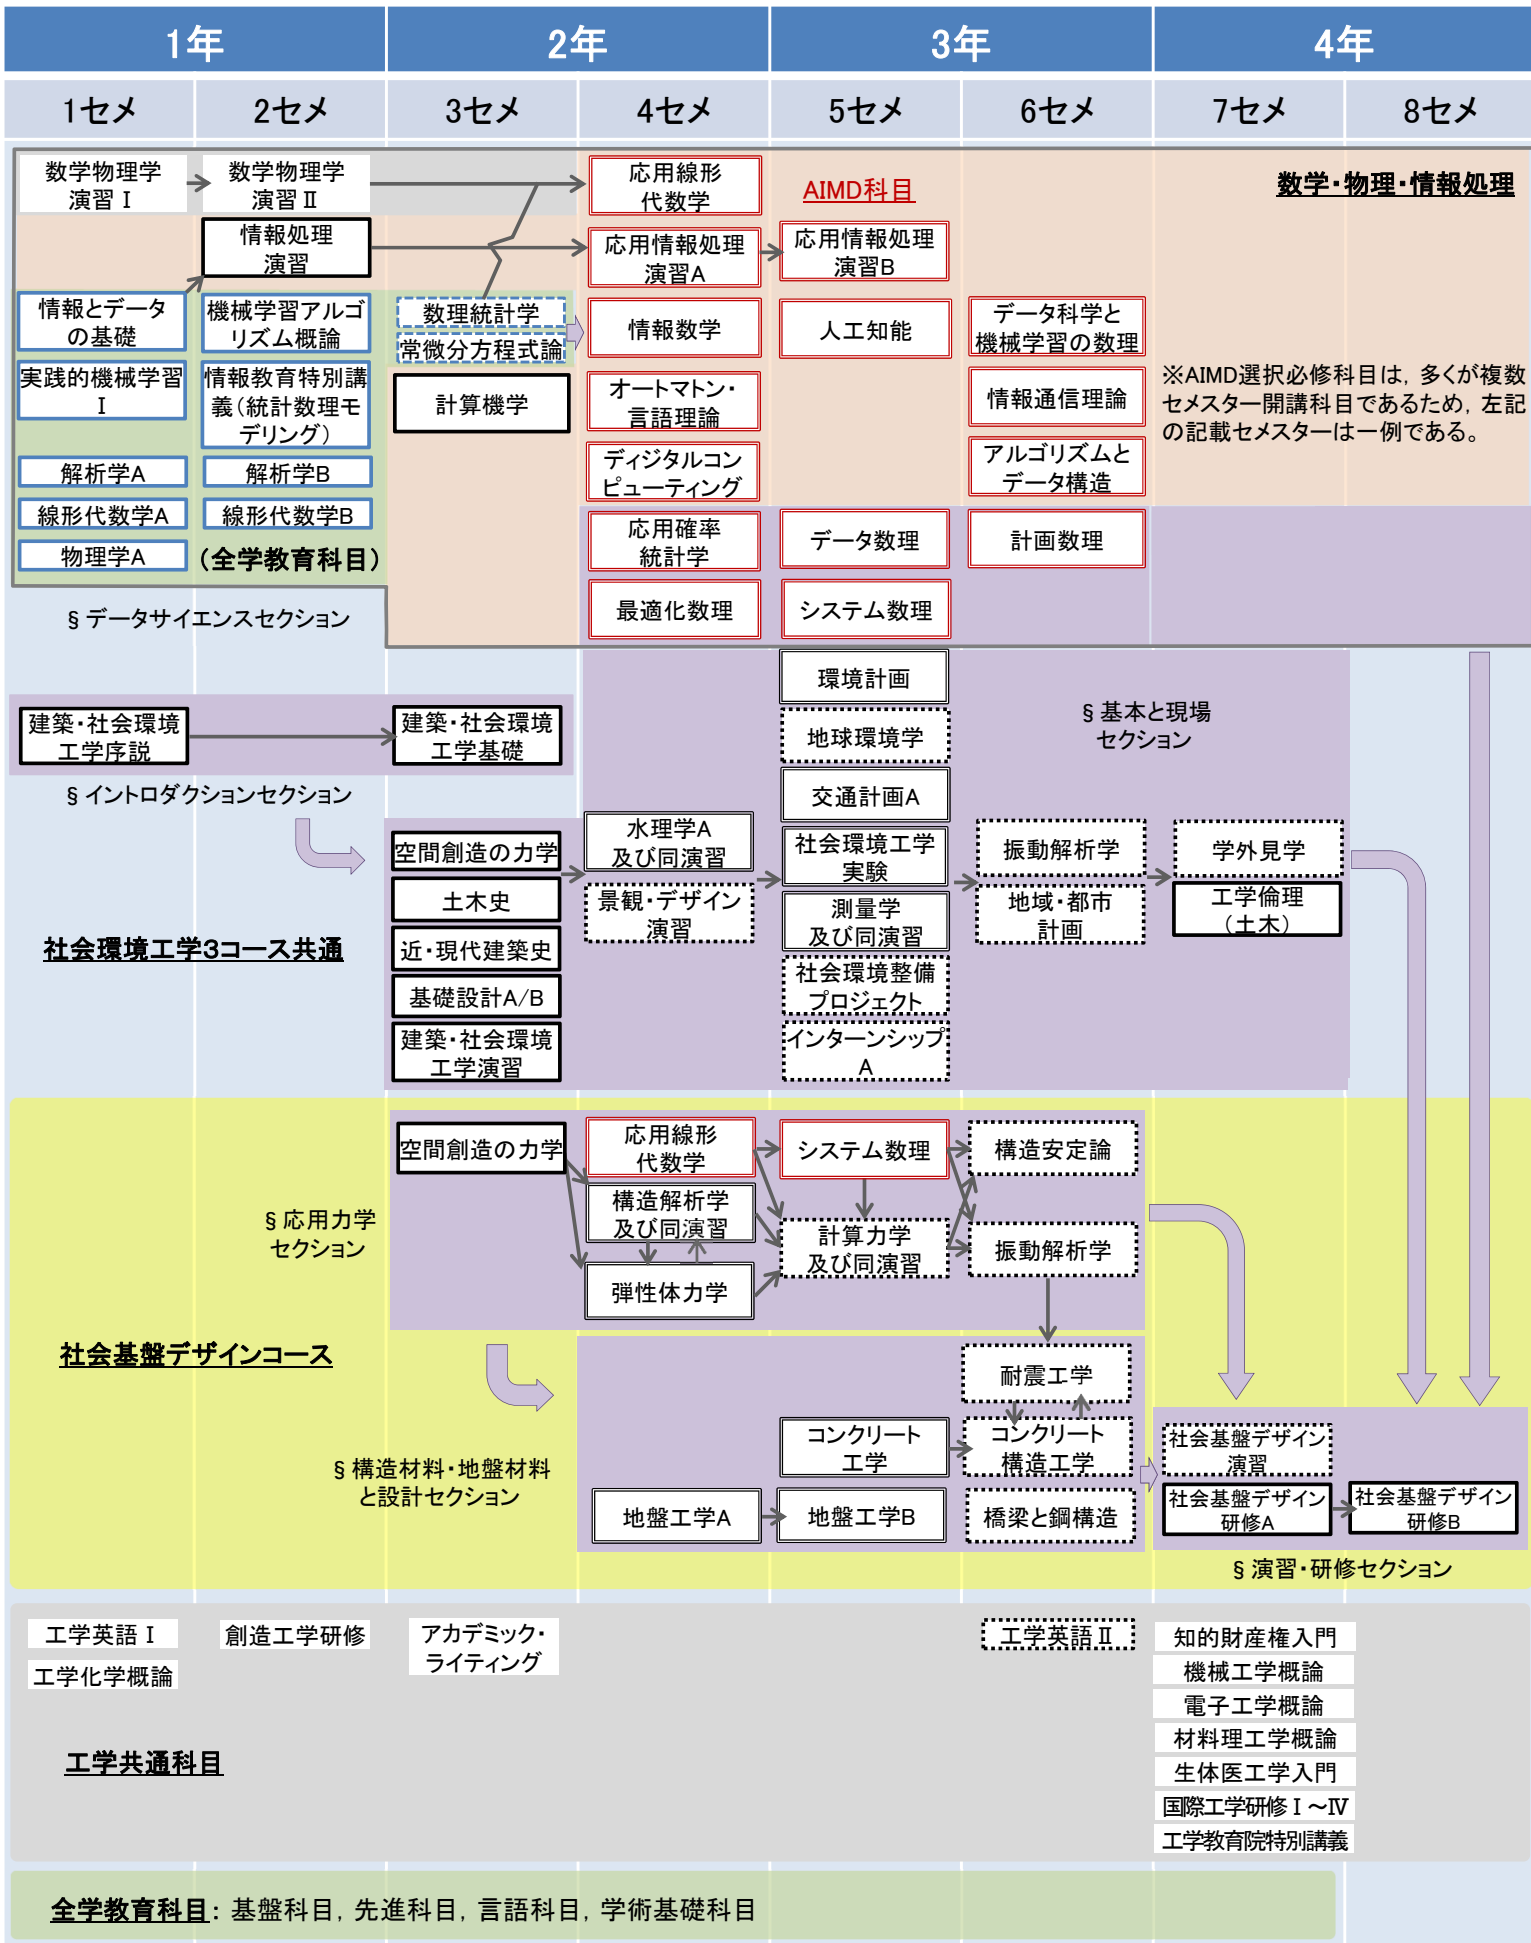 1年
2年
3年
4年
1セメ
2セメ
3セメ
4セメ
5セメ
6セメ
7セメ
8セメ
数学物理学
演習Ⅰ
数学物理学
演習Ⅱ
応用線形
代数学
AIMD科目
数学・物理・情報処理
情報処理
演習
応用情報処理
演習A
応用情報処理
演習B
情報とデータ
の基礎
機械学習アルゴ
リズム概論
数理統計学
常微分方程式論
情報数学
人工知能
データ科学と
機械学習の数理
実践的機械学習
Ⅰ
情報教育特別講
義(統計数理モ
デリング)
計算機学
オートマトン・
言語理論
情報通信理論
※AIMD選択必修科目は，多くが複数
セメスター開講科目であるため，左記
の記載セメスターは一例である。
解析学A
解析学B
ディジタルコン
ピューティング
アルゴリズムと
データ構造
線形代数学A
線形代数学B
物理学A
(全学教育科目)
応用確率
統計学
データ数理
計画数理
§データサイエンスセクション
最適化数理
システム数理
環境計画
建築・社会環境
工学序説
建築・社会環境
工学基礎
地球環境学
§基本と現場
セクション
§イントロダクションセクション
交通計画A
空間創造の力学
水理学A
及び同演習
社会環境工学
実験
振動解析学
学外見学
土木史
景観・デザイン
演習
測量学
及び同演習
地域・都市
計画
工学倫理
(土木)
社会環境工学3コース共通
近・現代建築史
基礎設計A/B
社会環境整備
プロジェクト
建築・社会環境
工学演習
インターンシップ
A
空間創造の力学
応用線形
代数学
システム数理
構造安定論
§応用力学
セクション
構造解析学
及び同演習
計算力学
及び同演習
振動解析学
弾性体力学
社会基盤デザインコース
耐震工学
§構造材料・地盤材料
と設計セクション
コンクリート
工学
コンクリート
構造工学
社会基盤デザイン
演習
地盤工学A
地盤工学B
橋梁と鋼構造
社会基盤デザイン
研修A
社会基盤デザイン
研修B
§演習・研修セクション
工学英語Ⅰ
創造工学研修
アカデミック・
ライティング
工学英語Ⅱ
知的財産権入門
工学化学概論
機械工学概論
電子工学概論
材料理工学概論
工学共通科目
生体医工学入門
国際工学研修Ⅰ～Ⅳ
工学教育院特別講義
全学教育科目：基盤科目，先進科目，言語科目，学術基礎科目